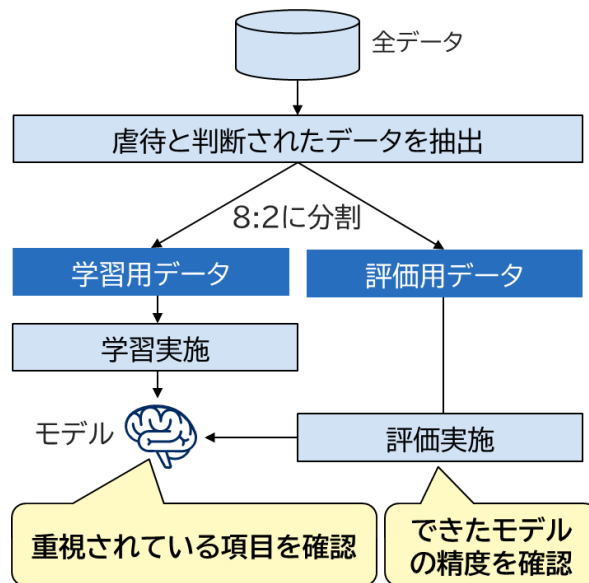 全データ
虐待と判断されたデータを抽出
8:2に分割
学習用データ
評価用データ
学習実施
モデル
評価実施
重視されている項目を確認
できたモデル
の精度を確認